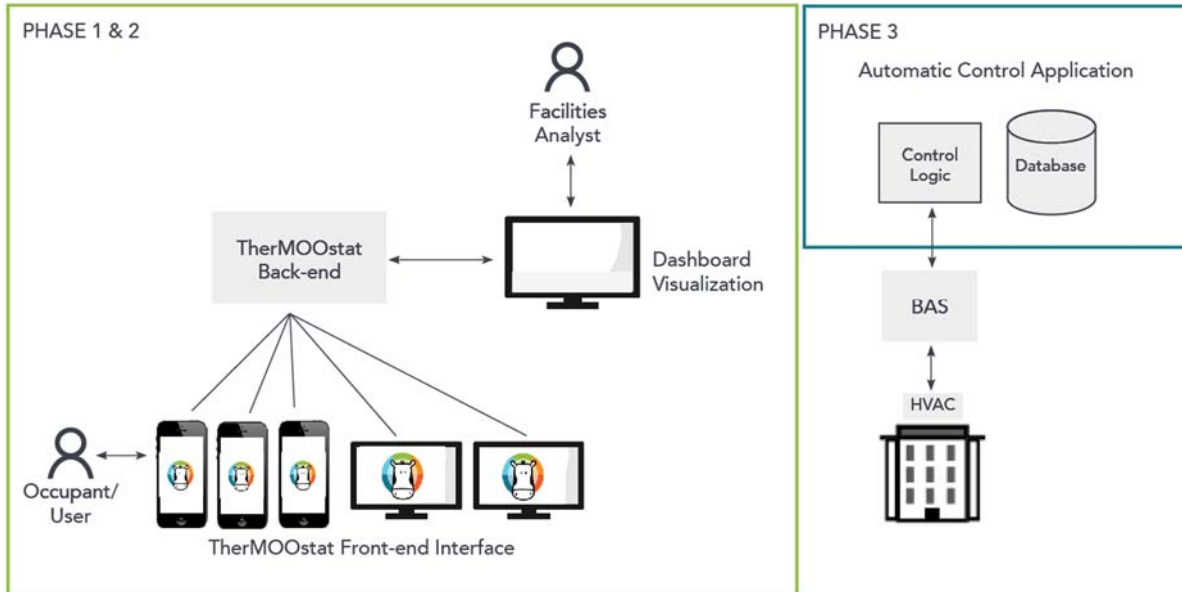 PHASE 1 & 2
Facilities
Analyst
TherMOOstat
Back-end
Dashboard
Visualization
Occupant/
User
TherMOOstat Front-end Interface
PHASE 3
Automatic Control Application
Control
Logic
Database
BAS
HVAC